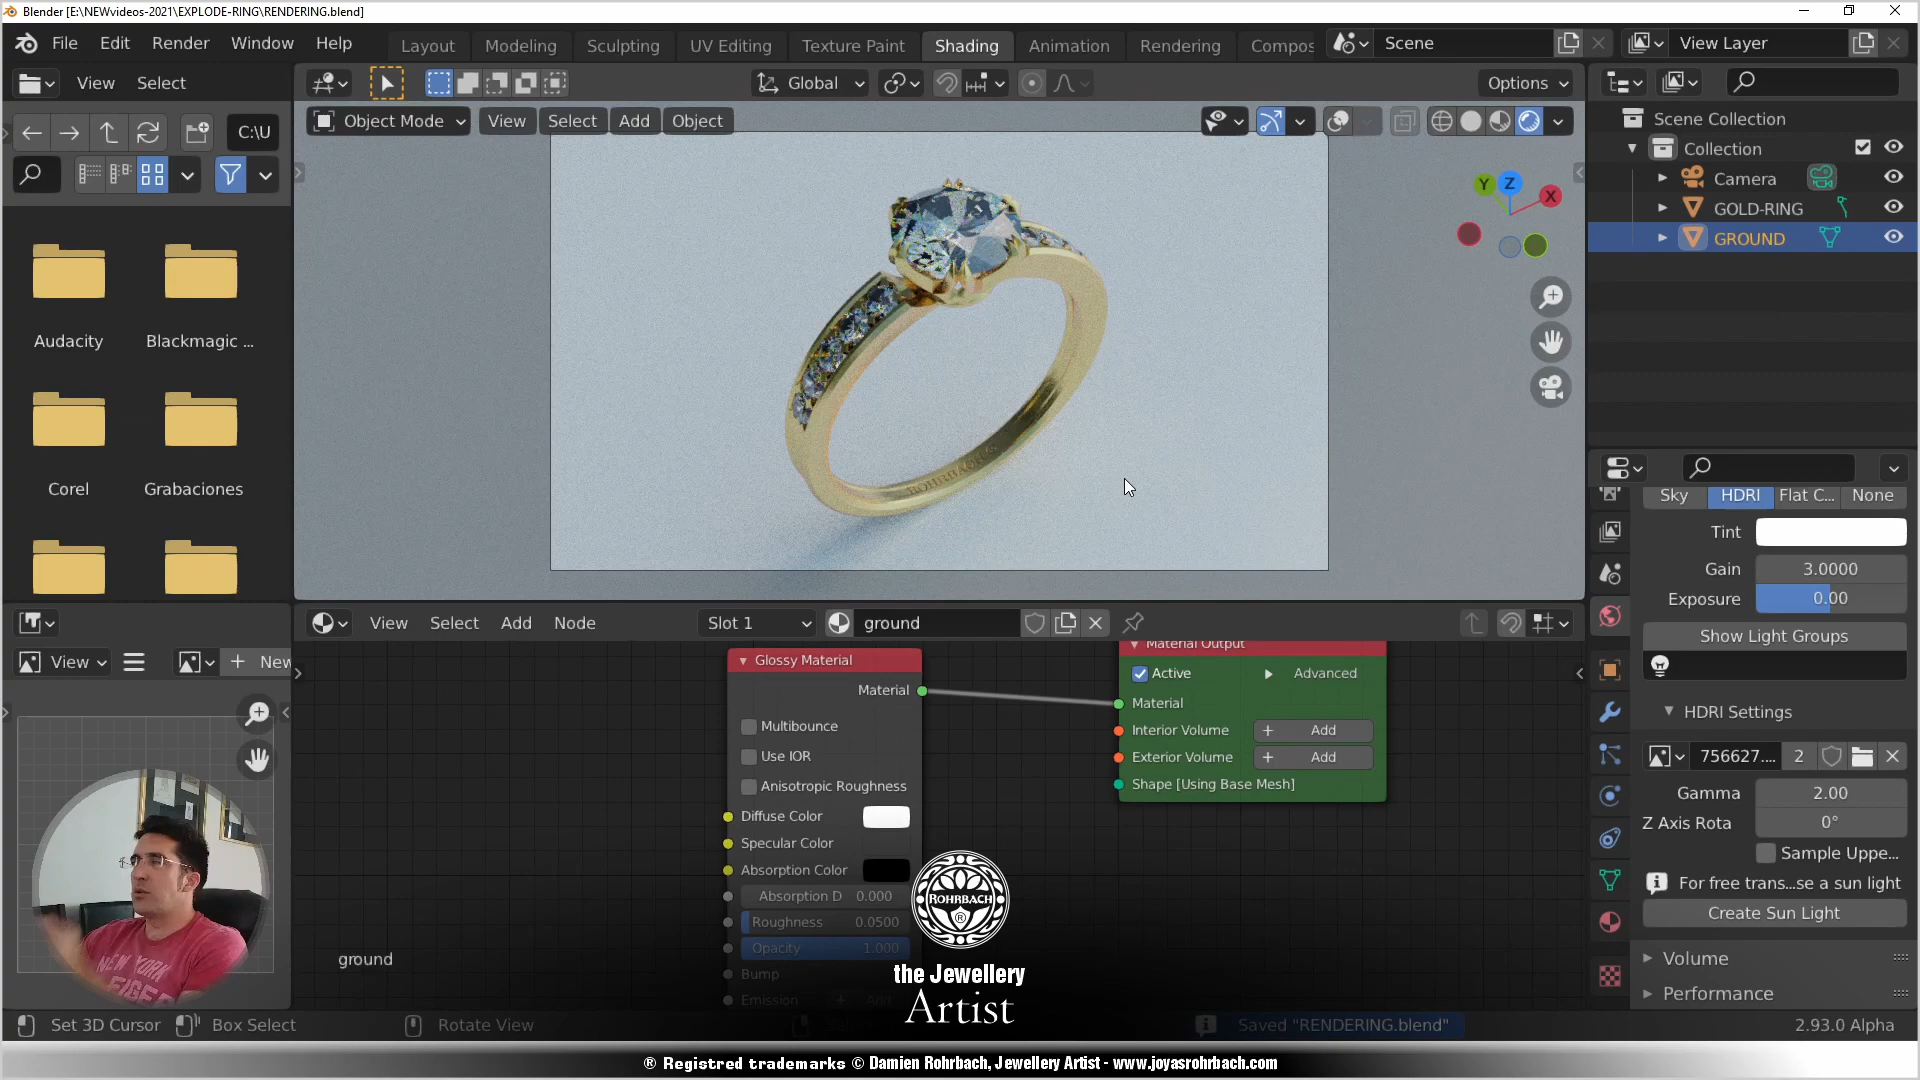 Blender [E:\NEWvideos-2021\EXPLODE-RING\RENDERING.blend]
File Edit Render Window Help
Layout Modeling Sculpting UV Editing Texture Paint Shading Animation Rendering Compos
Scene
View Layer
View Select
Global
Options
Object Mode View Select Add Object
C:\U
Audacity
Blackmagic ...
Corel
Grabaciones
Y Z X
ROHRBACH
Scene Collection
Collection
Camera
GOLD-RING
GROUND
Sky HDRI Flat C... None
Tint
Gain 3.0000
Exposure 0.00
Show Light Groups
HDRI Settings
756627.... 2
Gamma 2.00
Z Axis Rota 0°
Sample Uppe...
For free trans...se a sun light
Create Sun Light
Volume
Performance
View
+ New
View Select Add Node
Slot 1
ground
Glossy Material
Material
Multibounce
Use IOR
Anisotropic Roughness
Diffuse Color
Specular Color
Absorption Color
Absorption D 0.000
Roughness 0.0500
Opacity 1.000
Bump
Emission + Add
Material Output
Active
Advanced
Material
Interior Volume + Add
Exterior Volume + Add
Shape [Using Base Mesh]
ground
NEW YORK
ROHRBACH
®
the Jewellery
Artist
Set 3D Cursor
Box Select
Rotate View
Saved "RENDERING.blend"
2.93.0 Alpha
® Registred trademarks © Damien Rohrbach, Jewellery Artist - www.joyasrohrbach.com